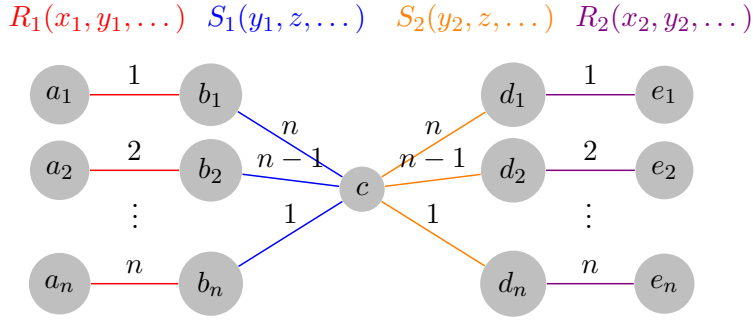 R₁(x₁, y₁, …) S₁(y₁, z, …) S₂(y₂, z, …) R₂(x₂, y₂, …)
a₁ 1 b₁ n n d₁ 1 e₁
a₂ 2 b₂ n − 1 c n − 1 d₂ 2 e₂
⋮ 1 1 ⋮
aₙ n bₙ dₙ n eₙ